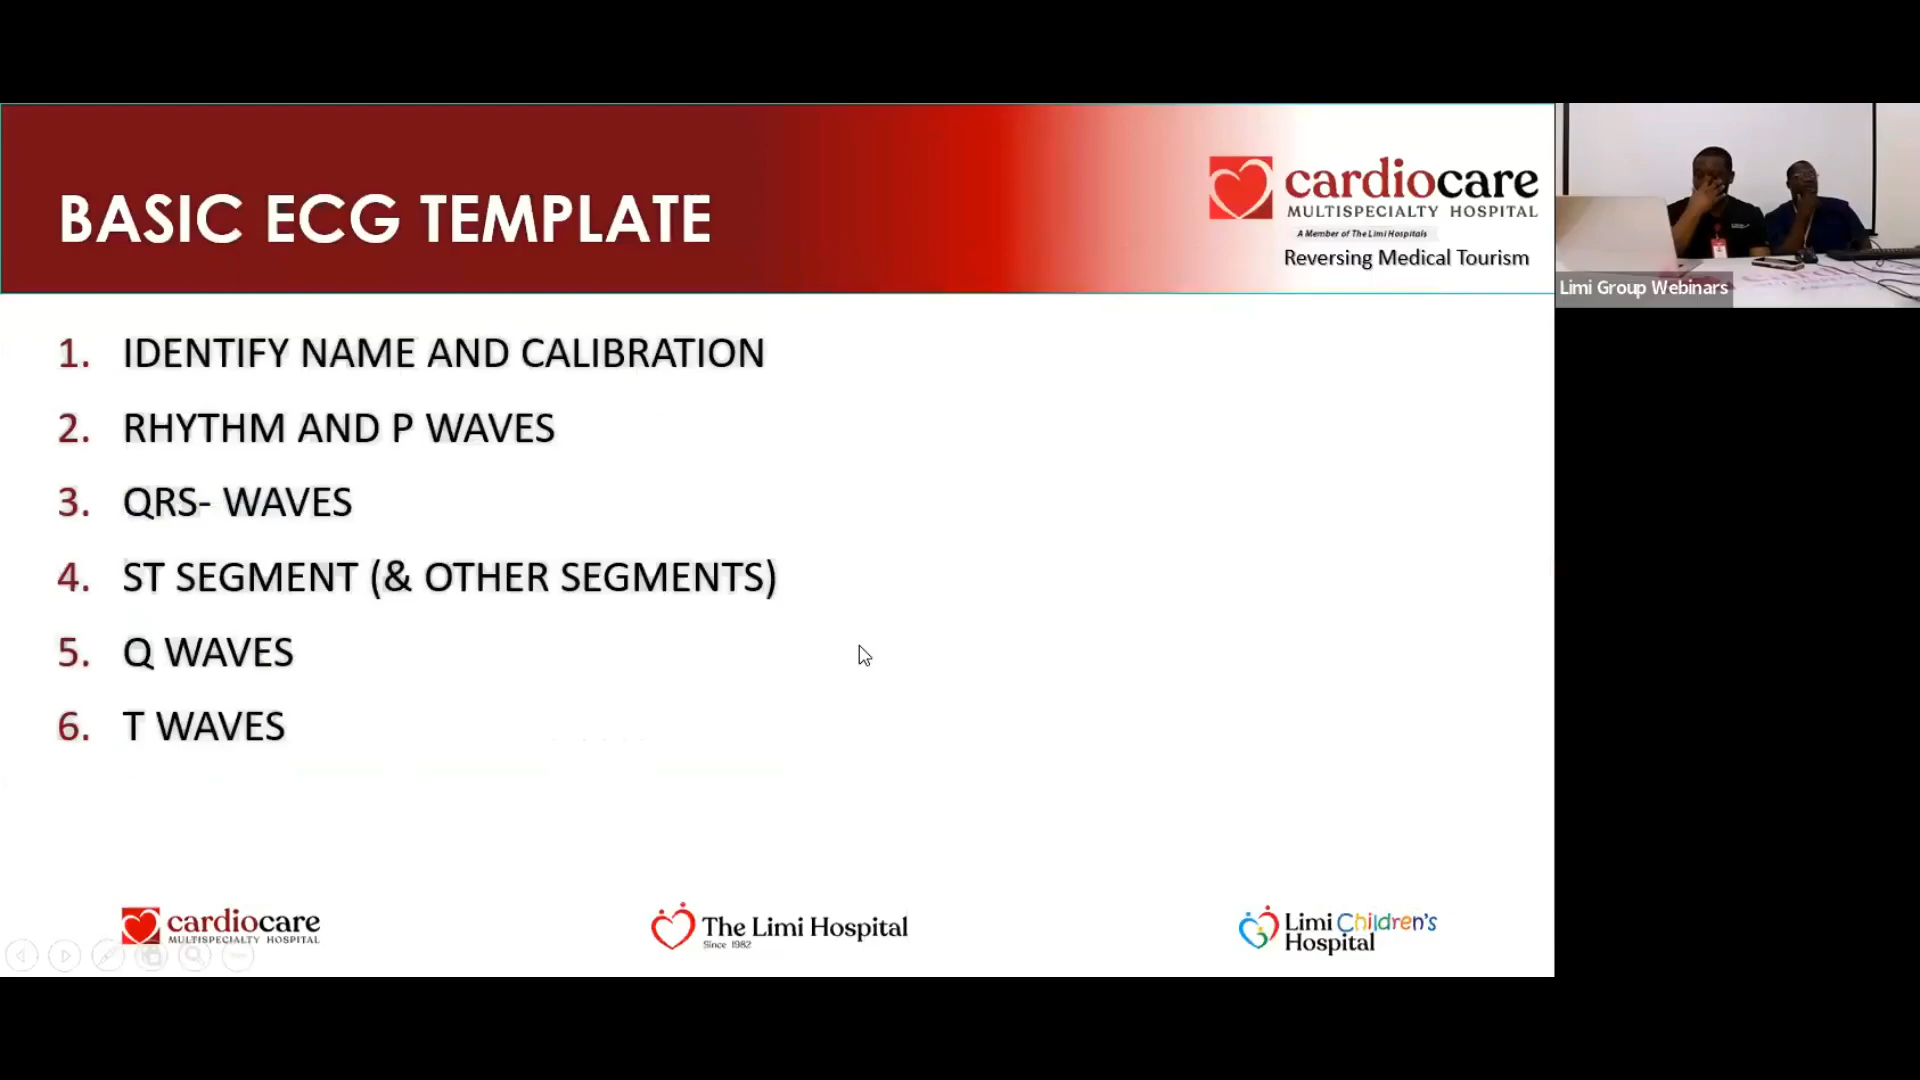 BASIC ECG TEMPLATE
cardiocare
MULTISPECIALTY HOSPITAL
A Member of The Limi Hospitals
Reversing Medical Tourism
Limi Group Webinars
1. IDENTIFY NAME AND CALIBRATION
2. RHYTHM AND P WAVES
3. QRS- WAVES
4. ST SEGMENT (& OTHER SEGMENTS)
5. Q WAVES
6. T WAVES
cardiocare
MULTISPECIALTY HOSPITAL
The Limi Hospital
Since 1982
Limi Children's
Hospital